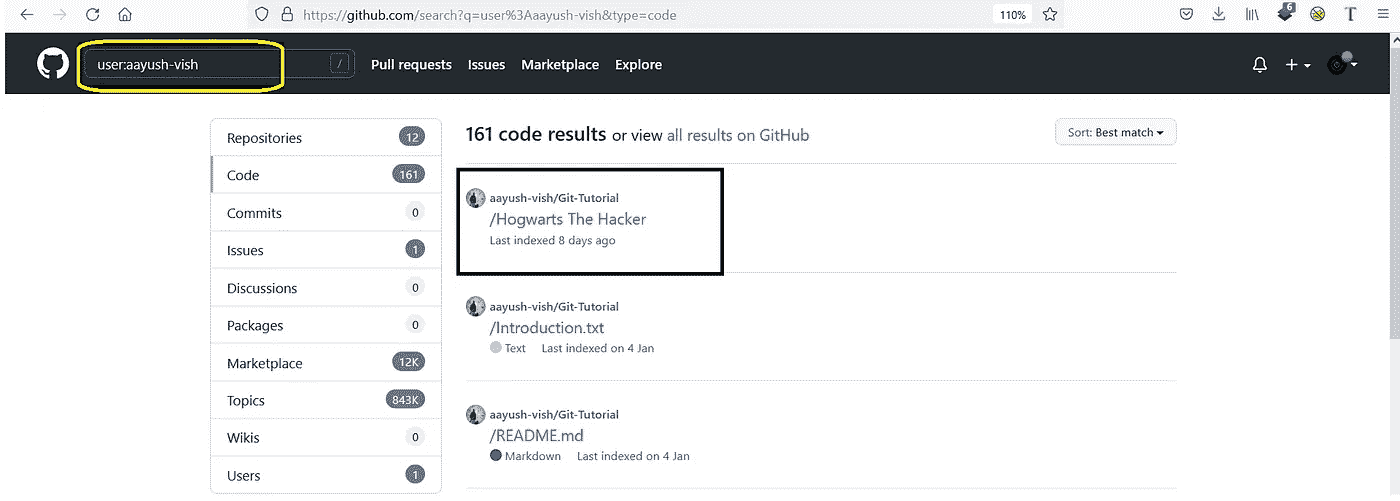 https://github.com/search?q=user%3Aaayush-vish&type=code
110%
6
T
user:aayush-vish
/
Pull requests Issues Marketplace Explore
Repositories 12
Code 161
Commits 0
Issues 1
Discussions 0
Packages 0
Marketplace 12K
Topics 843K
Wikis 0
Users 1
161 code results or view all results on GitHub
Sort: Best match
aayush-vish/Git-Tutorial
/Hogwarts The Hacker
Last indexed 8 days ago
aayush-vish/Git-Tutorial
/Introduction.txt
Text Last indexed on 4 Jan
aayush-vish/Git-Tutorial
/README.md
Markdown Last indexed on 4 Jan